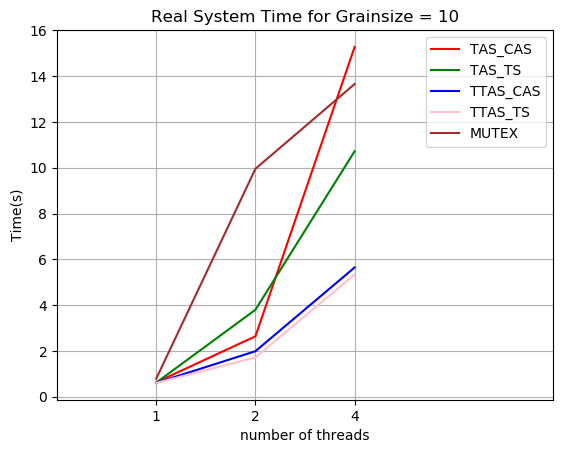 Real System Time for Grainsize = 10
16
14
12
10
8
6
4
2
0
Time(s)
TAS_CAS
TAS_TS
TTAS_CAS
TTAS_TS
MUTEX
1 2 4
number of threads